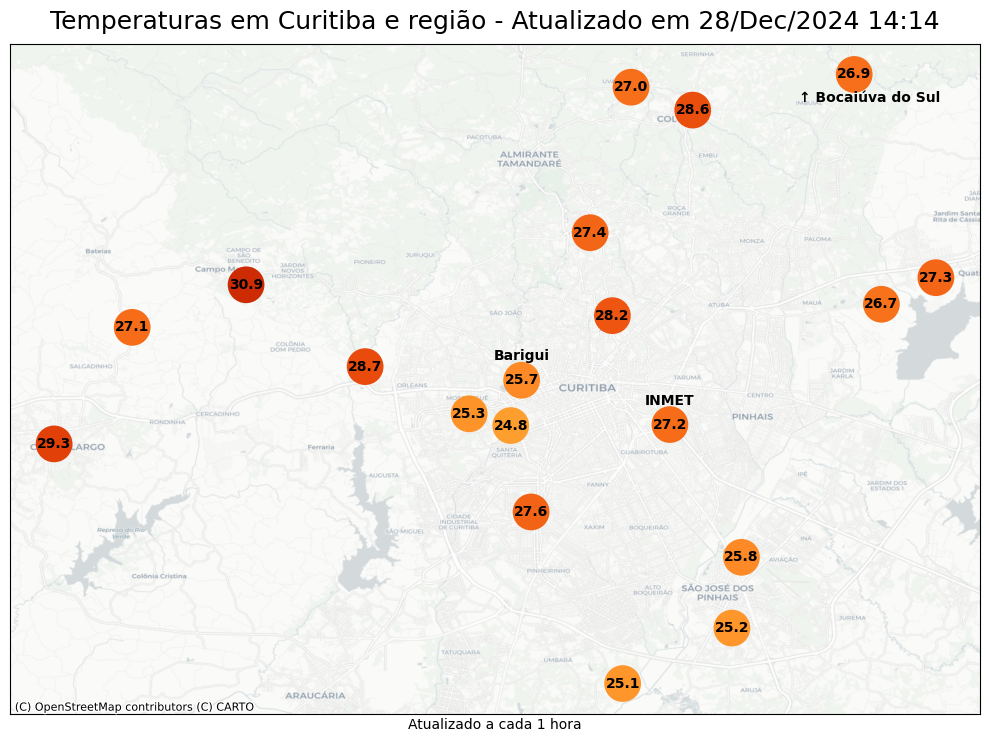 Temperaturas em Curitiba e região - Atualizado em 28/Dec/2024 14:14
SERRINHA
26.9
27.0
↑ Bocaiúva do Sul
28.6
PACOTUBA
ALMIRANTE
TAMANDARÉ
EMBU
ROÇA
GRANDE
Jardim Santa
Rita de Cássia
27.4
MONZA
PALOMA
Bateias
CAMPO DE
SÃO
BENEDITO
JURUQUI
PIONEIRO
JARDIM
NOVOS
HORIZONTES
Campo M
30.9
27.3
Quat
26.7
MAUÁ
ATUBA
SÃO JOÃO
28.2
27.1
COLÔNIA
DOM PEDRO
Barigui
SALGADINHO
28.7
25.7
TARUMÃ
JARDIM
KARLA
ORLEANS
CURITIBA
CENTRO
INMET
25.3
CERCADINHO
RONDINHA
24.8
27.2
PINHAIS
29.3
LARGO
Ferraria
SANTA
QUITÉRIA
GUABIROTUBA
AUGUSTA
IPÊ
JARDIM DOS
ESTADOS 1
FANNY
27.6
CIDADE
INDUSTRIAL
DE CURITIBA
XAXIM
BOQUEIRÃO
Represa do Rio
Verde
SÃO MIGUEL
INÁ
25.8
AVIAÇÃO
PINHEIRINHO
Colônia Cristina
ALTO
BOQUEIRÃO
SÃO JOSÉ DOS
PINHAIS
JUREMA
25.2
TATUQUARA
UMBARÁ
25.1
ARUJÁ
ARAUCÁRIA
(C) OpenStreetMap contributors (C) CARTO
Atualizado a cada 1 hora